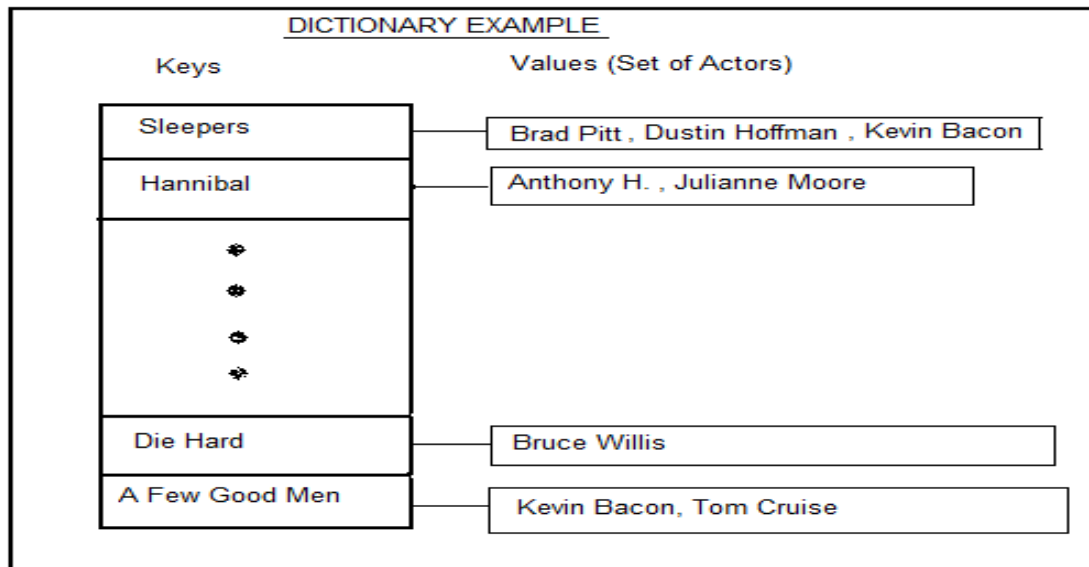 DICTIONARY EXAMPLE
Keys
Values (Set of Actors)
Sleepers
Brad Pitt , Dustin Hoffman , Kevin Bacon
Hannibal
Anthony H. , Julianne Moore
Die Hard
Bruce Willis
A Few Good Men
Kevin Bacon, Tom Cruise